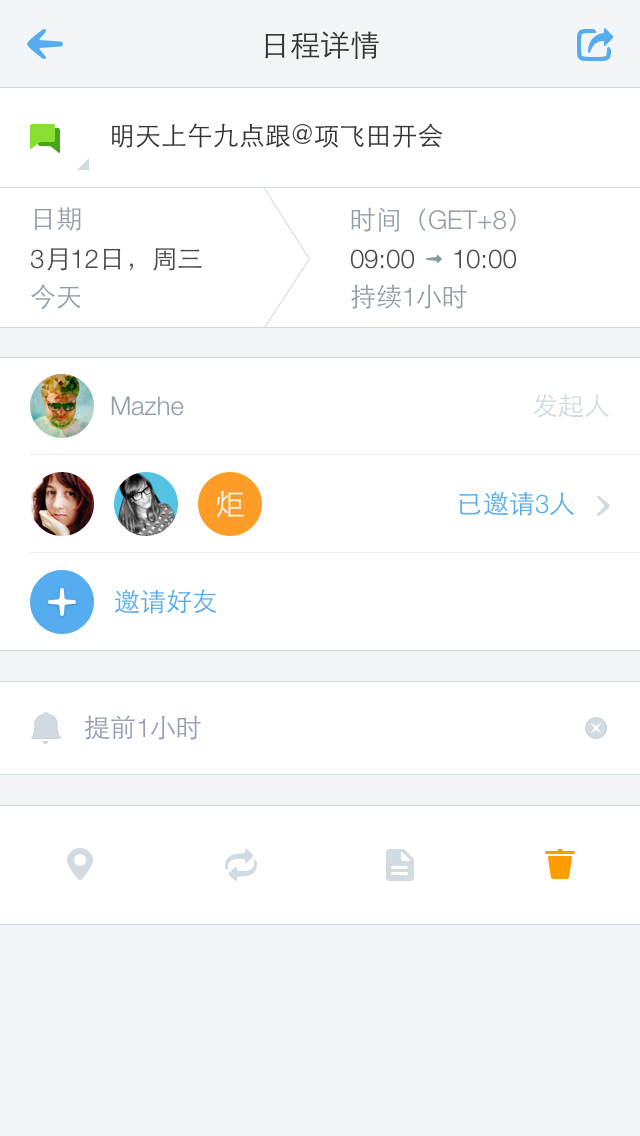 日程详情
明天上午九点跟@项飞田开会
日期
3月12日，周三
今天
时间（GET+8）
09:00 → 10:00
持续1小时
Mazhe
发起人
炬
已邀请3人
邀请好友
提前1小时